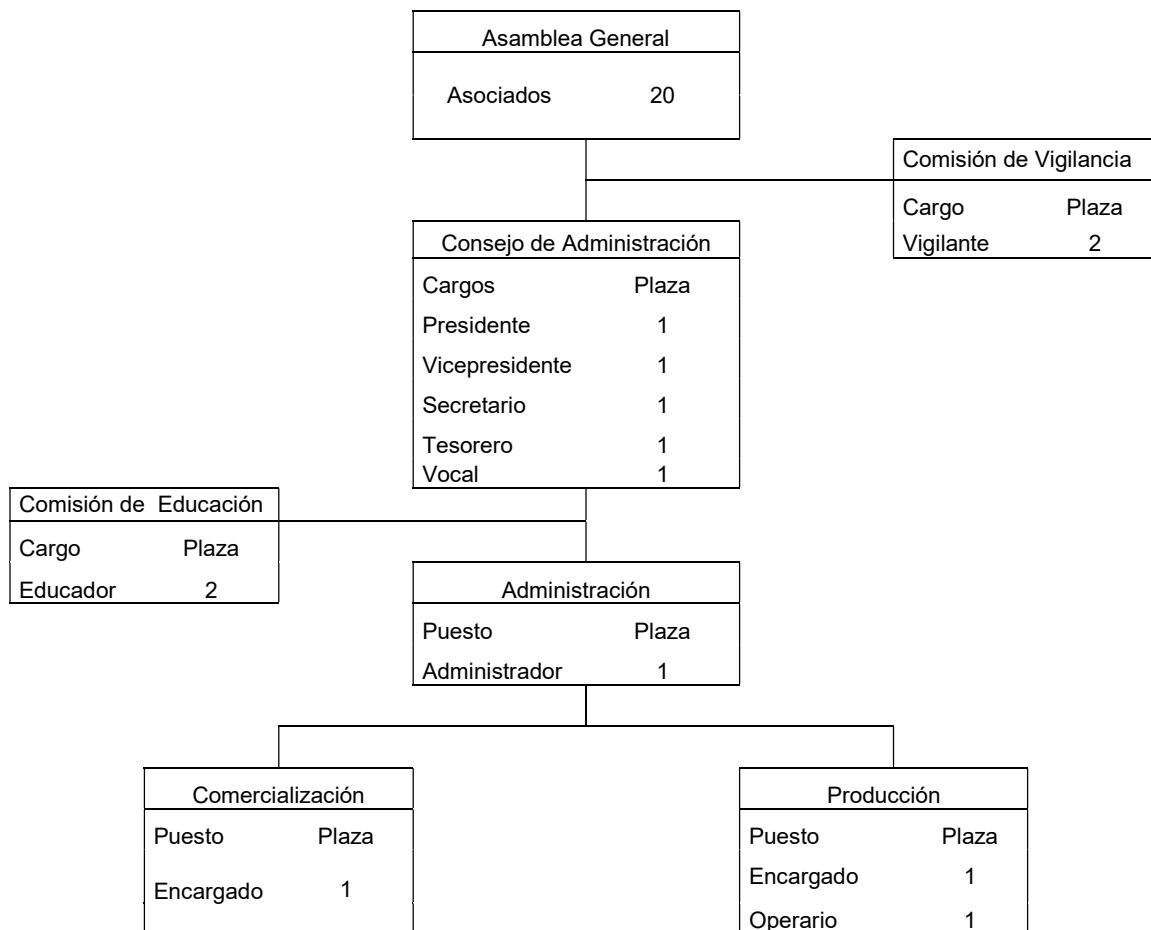 Asamblea General
Asociados 20
Comisión de Vigilancia
Cargo Plaza
Vigilante 2
Consejo de Administración
Cargos Plaza
Presidente 1
Vicepresidente 1
Secretario 1
Tesorero 1
Vocal 1
Comisión de Educación
Cargo Plaza
Educador 2
Administración
Puesto Plaza
Administrador 1
Comercialización
Puesto Plaza
Encargado 1
Producción
Puesto Plaza
Encargado 1
Operario 1